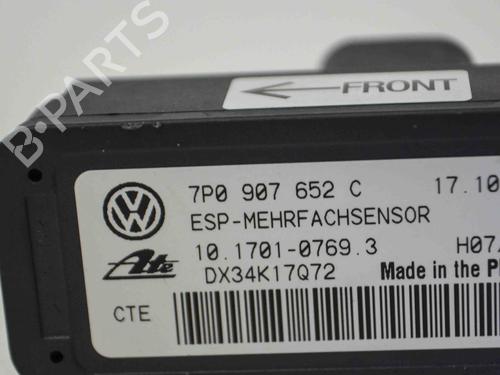 B-PARTS
FRONT
7P0 907 652 C 17.10
ESP-MEHRFACHSENSOR
10.1701-0769.3 H07
Ate DX34K17Q72 Made in the
CTE